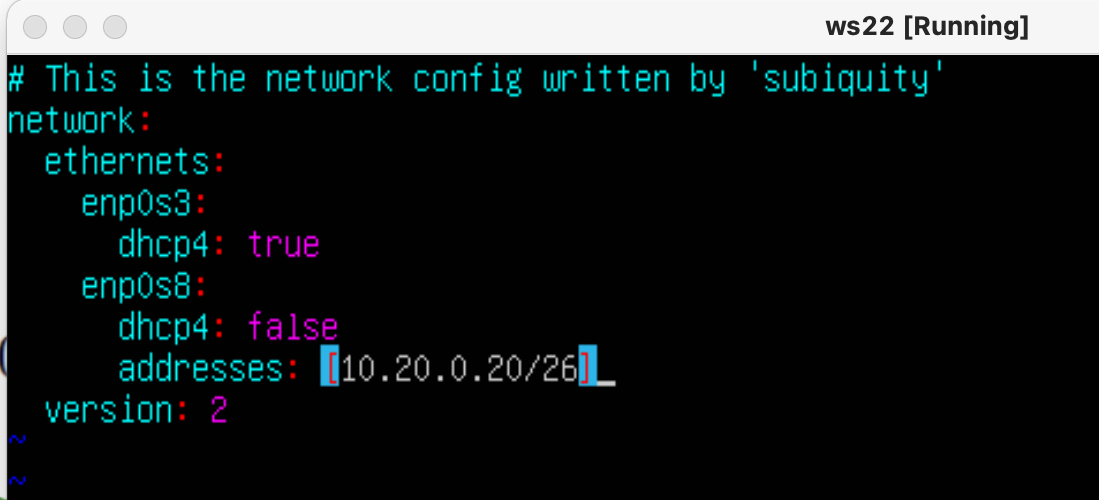 ws22 [Running]
# This is the network config written by 'subiquity'
network:
  ethernets:
    enp0s3:
      dhcp4: true
    enp0s8:
      dhcp4: false
      addresses: [10.20.0.20/26]
  version: 2
~
~